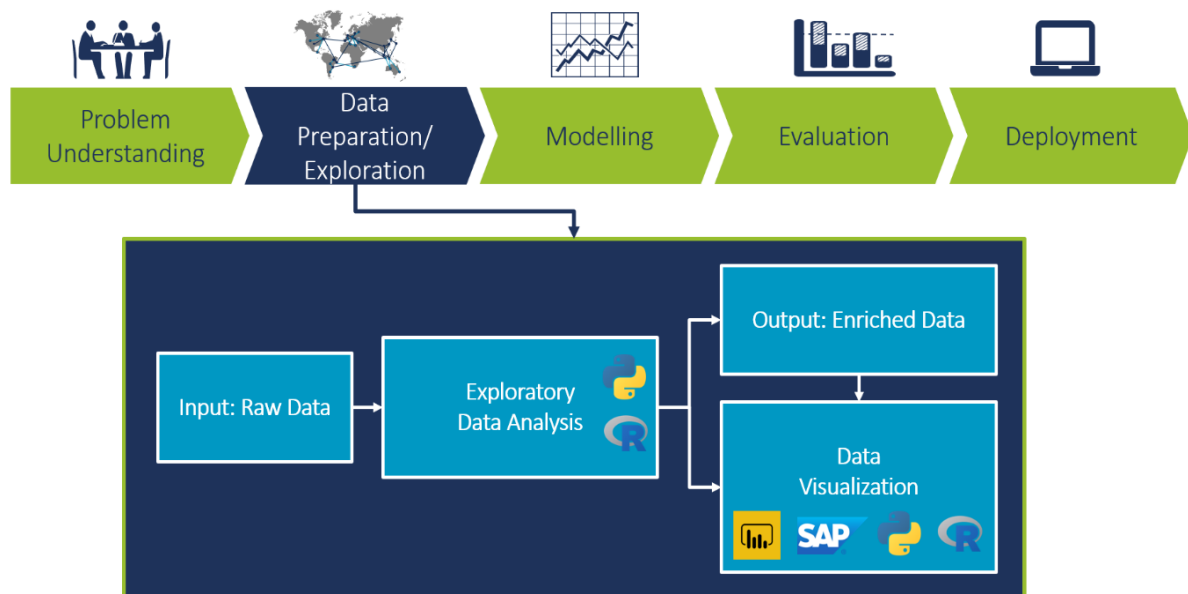 Problem
Understanding
Data
Preparation/
Exploration
Modelling
Evaluation
Deployment
Input: Raw Data
Exploratory
Data Analysis
R
Output: Enriched Data
Data
Visualization
SAP
R